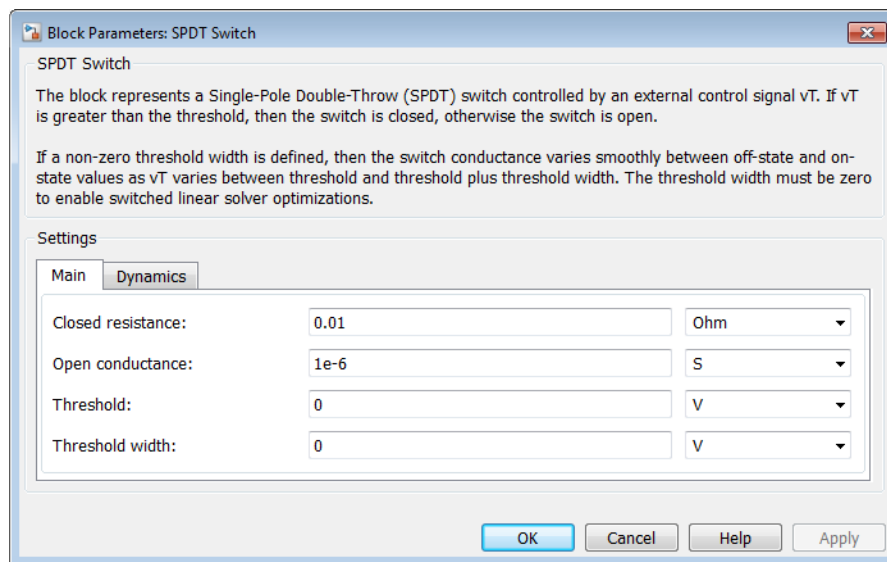 Block Parameters: SPDT Switch
SPDT Switch
The block represents a Single-Pole Double-Throw (SPDT) switch controlled by an external control signal vT. If vT
is greater than the threshold, then the switch is closed, otherwise the switch is open.
If a non-zero threshold width is defined, then the switch conductance varies smoothly between off-state and on-
state values as vT varies between threshold and threshold plus threshold width. The threshold width must be zero
to enable switched linear solver optimizations.
Settings
Main Dynamics
Closed resistance: 0.01 Ohm
Open conductance: 1e-6 S
Threshold: 0 V
Threshold width: 0 V
OK Cancel Help Apply